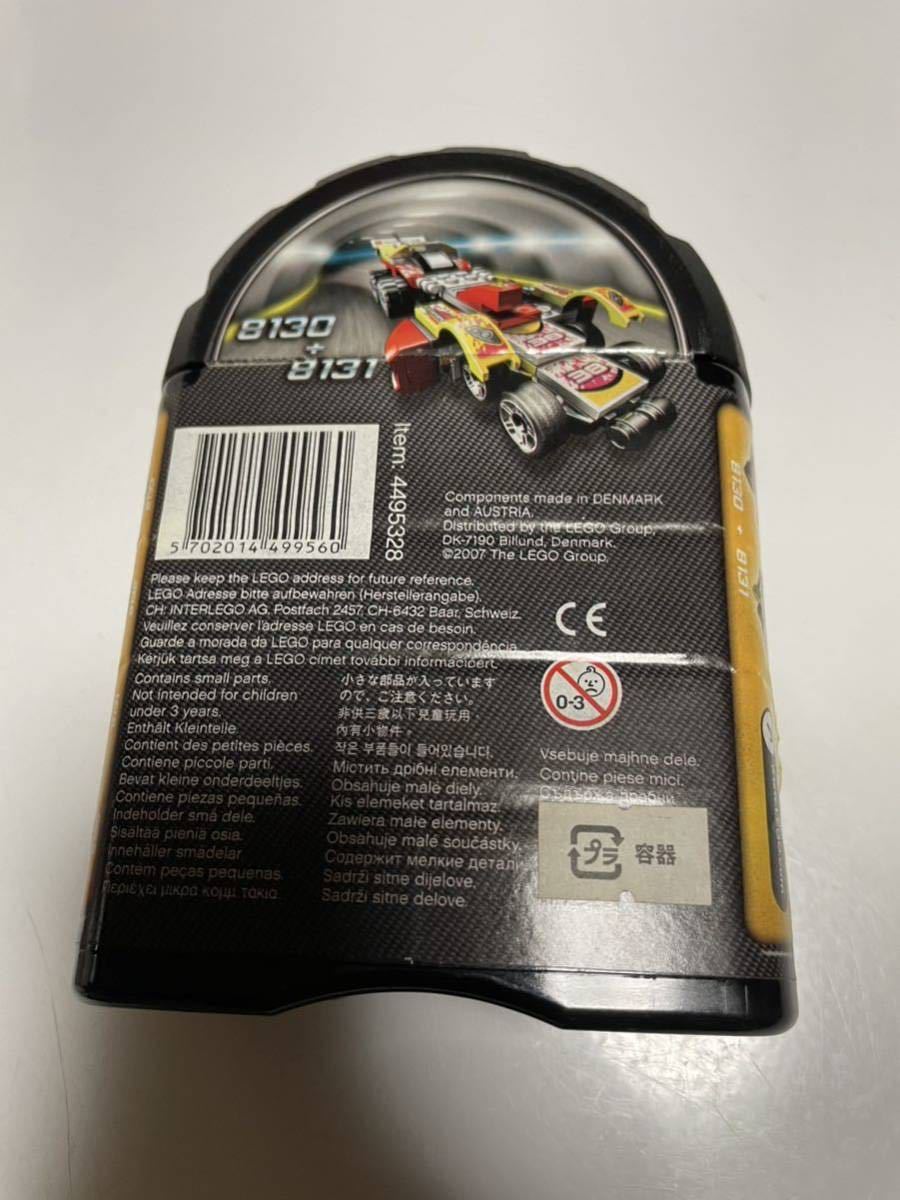 8130
+
8131
38
Item: 4495328
5 702014 499560
Components made in DENMARK
and AUSTRIA.
Distributed by the LEGO Group,
DK-7190 Billund, Denmark.
©2007 The LEGO Group.
Please keep the LEGO address for future reference.
LEGO Adresse bitte aufbewahren (Herstellerangabe).
CH: INTERLEGO AG, Postfach 2457, CH-6432 Baar, Schweiz.
Veuillez conserver l'adresse LEGO en cas de besoin.
Guarde a morada da LEGO para qualquer correspondência.
Kérjük tartsa meg a LEGO címet további információért.
CE
Contains small parts.
Not intended for children
under 3 years.
Enthält Kleinteile.
Contient des petites pièces.
Contiene piccole parti.
Bevat kleine onderdeeltjes.
Contiene piezas pequeñas.
Indeholder små dele.
Sisältää pieniä osia.
Innehåller smådelar.
Contém peças pequenas.
Περιέχει μικρά κομμάτάκια.
小さな部品が入っています
ので、ご注意ください。
非供三歲以下兒童玩用，
內有小物件。
작은 부품들이 들어있습니다.
Містить дрібні елементи.
Obsahuje malé diely.
Kis elemeket tartalmaz.
Zawiera małe elementy.
Obsahuje malé součástky.
Содержит мелкие детали.
Sadrži sitne dijelove.
Sadrži sitne delove.
0-3
Vsebuje majhne dele.
Conţine piese mici.
Съдържа дребни
プラ 容器
8130 + 8131